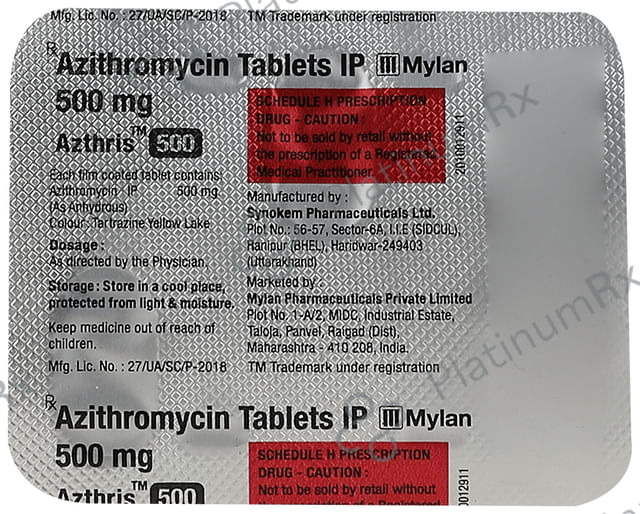 Mfg. Lic. No. : 27/UA/SC/P-2018 TM Trademark under registration
Rx
Azithromycin Tablets IP Mylan
500 mg
Azthris™ 500
Each film coated tablet contains:
Azithromycin IP 500 mg.
(As Anhydrous)
Colour: Tartrazine Yellow Lake
Dosage :
As directed by the Physician.
Storage : Store in a cool place,
protected from light & moisture.
Keep medicine out of reach of
children.
Mfg. Lic. No. : 27/UA/SC/P-2018
SCHEDULE H PRESCRIPTION
DRUG - CAUTION :
Not to be sold by retail without
the prescription of a Registered
Medical Practitioner.
2010012911
Manufactured by :
Synokem Pharmaceuticals Ltd.
Plot No.: 56-57, Sector-6A, I.I.E (SIDCUL),
Ranipur (BHEL), Haridwar-249403
(Uttarakhand)
Marketed by :
Mylan Pharmaceuticals Private Limited
Plot No. 1-A/2, MIDC, Industrial Estate,
Taloja, Panvel, Raigad (Dist),
Maharashtra - 410 208, India.
TM Trademark under registration
Rx
Azithromycin Tablets IP Mylan
500 mg
Azthris™ 500
SCHEDULE H PRESCRIPTION
DRUG - CAUTION :
Not to be sold by retail without
0012911
PlatinumRx
PlatinumRx